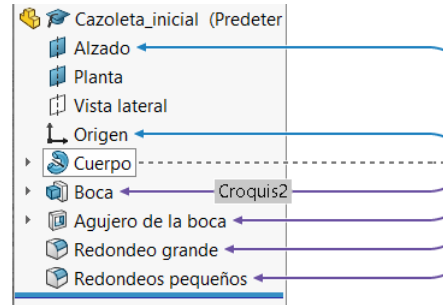 Cazoleta_inicial (Predeter
Alzado
Planta
Vista lateral
Origen
Cuerpo
Boca Croquis2
Agujero de la boca
Redondeo grande
Redondeos pequeños